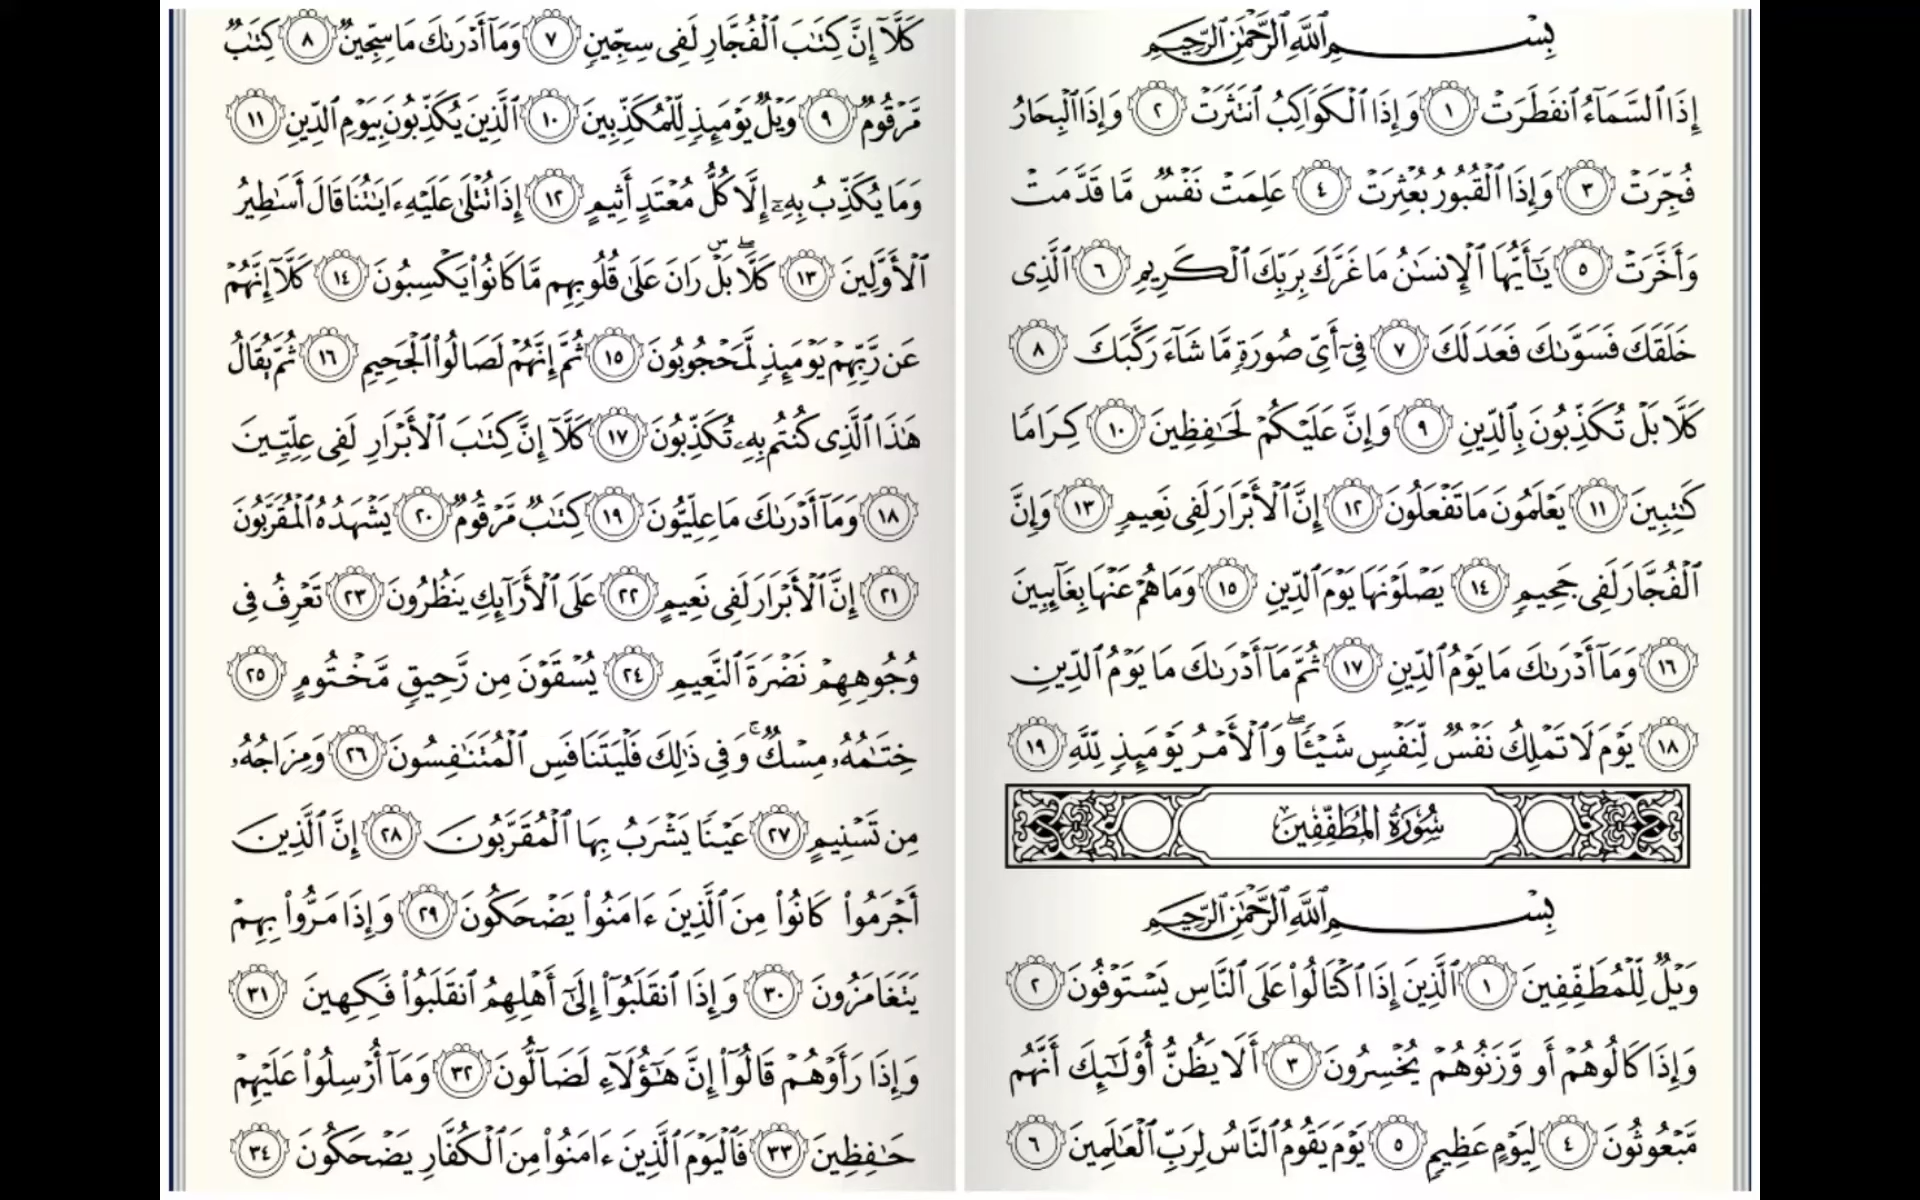 بِسْمِ ٱللَّهِ ٱلرَّحْمَٰنِ ٱلرَّحِيمِ
إِذَا ٱلسَّمَآءُ ٱنفَطَرَتْ ١ وَإِذَا ٱلْكَوَاكِبُ ٱنتَثَرَتْ ٢ وَإِذَا ٱلْبِحَارُ
فُجِّرَتْ ٣ وَإِذَا ٱلْقُبُورُ بُعْثِرَتْ ٤ عَلِمَتْ نَفْسٌ مَّا قَدَّمَتْ
وَأَخَّرَتْ ٥ يَٰٓأَيُّهَا ٱلْإِنسَٰنُ مَا غَرَّكَ بِرَبِّكَ ٱلْكَرِيمِ ٦ ٱلَّذِى
خَلَقَكَ فَسَوَّىٰكَ فَعَدَلَكَ ٧ فِىٓ أَىِّ صُورَةٍ مَّا شَآءَ رَكَّبَكَ ٨
كَلَّا بَلْ تُكَذِّبُونَ بِٱلدِّينِ ٩ وَإِنَّ عَلَيْكُمْ لَحَٰفِظِينَ ١٠ كِرَامًا
كَٰتِبِينَ ١١ يَعْلَمُونَ مَا تَفْعَلُونَ ١٢ إِنَّ ٱلْأَبْرَارَ لَفِى نَعِيمٍ ١٣ وَإِنَّ
ٱلْفُجَّارَ لَفِى جَحِيمٍ ١٤ يَصْلَوْنَهَا يَوْمَ ٱلدِّينِ ١٥ وَمَا هُمْ عَنْهَا بِغَآئِبِينَ
١٦ وَمَآ أَدْرَىٰكَ مَا يَوْمُ ٱلدِّينِ ١٧ ثُمَّ مَآ أَدْرَىٰكَ مَا يَوْمُ ٱلدِّينِ
١٨ يَوْمَ لَا تَمْلِكُ نَفْسٌ لِّنَفْسٍ شَيْـًٔا ۖ وَٱلْأَمْرُ يَوْمَئِذٍ لِّلَّهِ ١٩
سُورَةُ المُطَفِّفِينَ
بِسْمِ ٱللَّهِ ٱلرَّحْمَٰنِ ٱلرَّحِيمِ
وَيْلٌ لِّلْمُطَفِّفِينَ ١ ٱلَّذِينَ إِذَا ٱكْتَالُوا۟ عَلَى ٱلنَّاسِ يَسْتَوْفُونَ ٢
وَإِذَا كَالُوهُمْ أَو وَّزَنُوهُمْ يُخْسِرُونَ ٣ أَلَا يَظُنُّ أُو۟لَٰٓئِكَ أَنَّهُم
مَّبْعُوثُونَ ٤ لِيَوْمٍ عَظِيمٍ ٥ يَوْمَ يَقُومُ ٱلنَّاسُ لِرَبِّ ٱلْعَٰلَمِينَ ٦
كَلَّآ إِنَّ كِتَٰبَ ٱلْفُجَّارِ لَفِى سِجِّينٍ ٧ وَمَآ أَدْرَىٰكَ مَا سِجِّينٌ ٨ كِتَٰبٌ
مَّرْقُومٌ ٩ وَيْلٌ يَوْمَئِذٍ لِّلْمُكَذِّبِينَ ١٠ ٱلَّذِينَ يُكَذِّبُونَ بِيَوْمِ ٱلدِّينِ ١١
وَمَا يُكَذِّبُ بِهِۦٓ إِلَّا كُلُّ مُعْتَدٍ أَثِيمٍ ١٢ إِذَا تُتْلَىٰ عَلَيْهِ ءَايَٰتُنَا قَالَ أَسَٰطِيرُ
ٱلْأَوَّلِينَ ١٣ كَلَّا ۖ بَلْ ۜ رَانَ عَلَىٰ قُلُوبِهِم مَّا كَانُوا۟ يَكْسِبُونَ ١٤ كَلَّآ إِنَّهُمْ
عَن رَّبِّهِمْ يَوْمَئِذٍ لَّمَحْجُوبُونَ ١٥ ثُمَّ إِنَّهُمْ لَصَالُوا۟ ٱلْجَحِيمِ ١٦ ثُمَّ يُقَالُ
هَٰذَا ٱلَّذِى كُنتُم بِهِۦ تُكَذِّبُونَ ١٧ كَلَّآ إِنَّ كِتَٰبَ ٱلْأَبْرَارِ لَفِى عِلِّيِّينَ
١٨ وَمَآ أَدْرَىٰكَ مَا عِلِّيُّونَ ١٩ كِتَٰبٌ مَّرْقُومٌ ٢٠ يَشْهَدُهُ ٱلْمُقَرَّبُونَ
٢١ إِنَّ ٱلْأَبْرَارَ لَفِى نَعِيمٍ ٢٢ عَلَى ٱلْأَرَآئِكِ يَنظُرُونَ ٢٣ تَعْرِفُ فِى
وُجُوهِهِمْ نَضْرَةَ ٱلنَّعِيمِ ٢٤ يُسْقَوْنَ مِن رَّحِيقٍ مَّخْتُومٍ ٢٥
خِتَٰمُهُۥ مِسْكٌ ۚ وَفِى ذَٰلِكَ فَلْيَتَنَافَسِ ٱلْمُتَنَٰفِسُونَ ٢٦ وَمِزَاجُهُۥ
مِن تَسْنِيمٍ ٢٧ عَيْنًا يَشْرَبُ بِهَا ٱلْمُقَرَّبُونَ ٢٨ إِنَّ ٱلَّذِينَ
أَجْرَمُوا۟ كَانُوا۟ مِنَ ٱلَّذِينَ ءَامَنُوا۟ يَضْحَكُونَ ٢٩ وَإِذَا مَرُّوا۟ بِهِمْ
يَتَغَامَزُونَ ٣٠ وَإِذَا ٱنقَلَبُوٓا۟ إِلَىٰٓ أَهْلِهِمُ ٱنقَلَبُوا۟ فَكِهِينَ ٣١
وَإِذَا رَأَوْهُمْ قَالُوٓا۟ إِنَّ هَٰٓؤُلَآءِ لَضَآلُّونَ ٣٢ وَمَآ أُرْسِلُوا۟ عَلَيْهِمْ
حَٰفِظِينَ ٣٣ فَٱلْيَوْمَ ٱلَّذِينَ ءَامَنُوا۟ مِنَ ٱلْكُفَّارِ يَضْحَكُونَ ٣٤